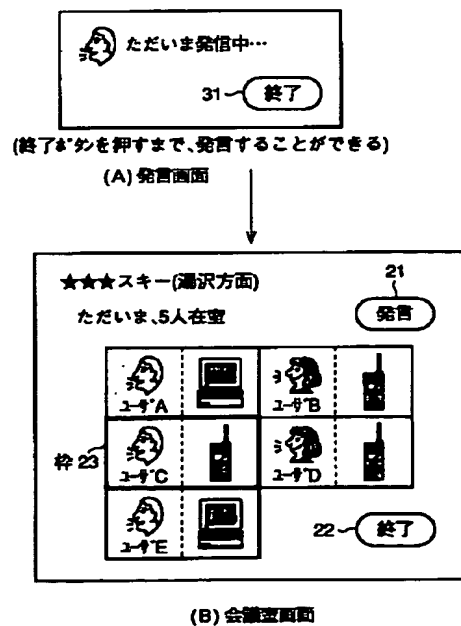 ただいま発信中…
31 終了
(終了ボタンを押すまで、発言することができる)
(A) 発言画面
★★★スキー(湯沢方面)
21
ただいま、5人在室
発言
ユーザA ユーザB
枠 23 ユーザC ユーザD
ユーザE
22 終了
(B) 会議室画面